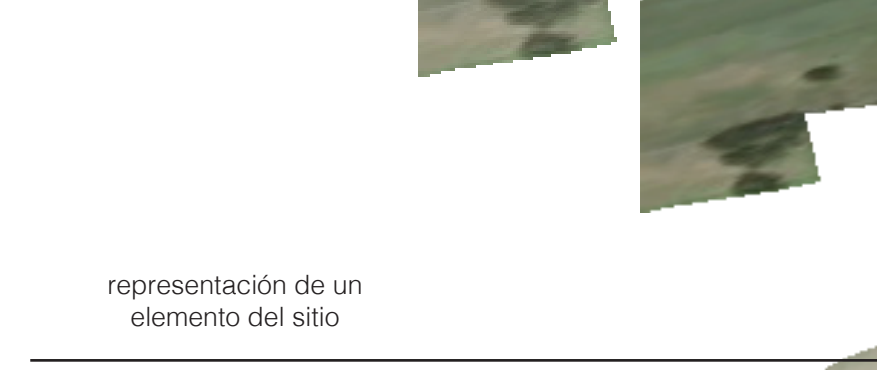 representación de un
elemento del sitio